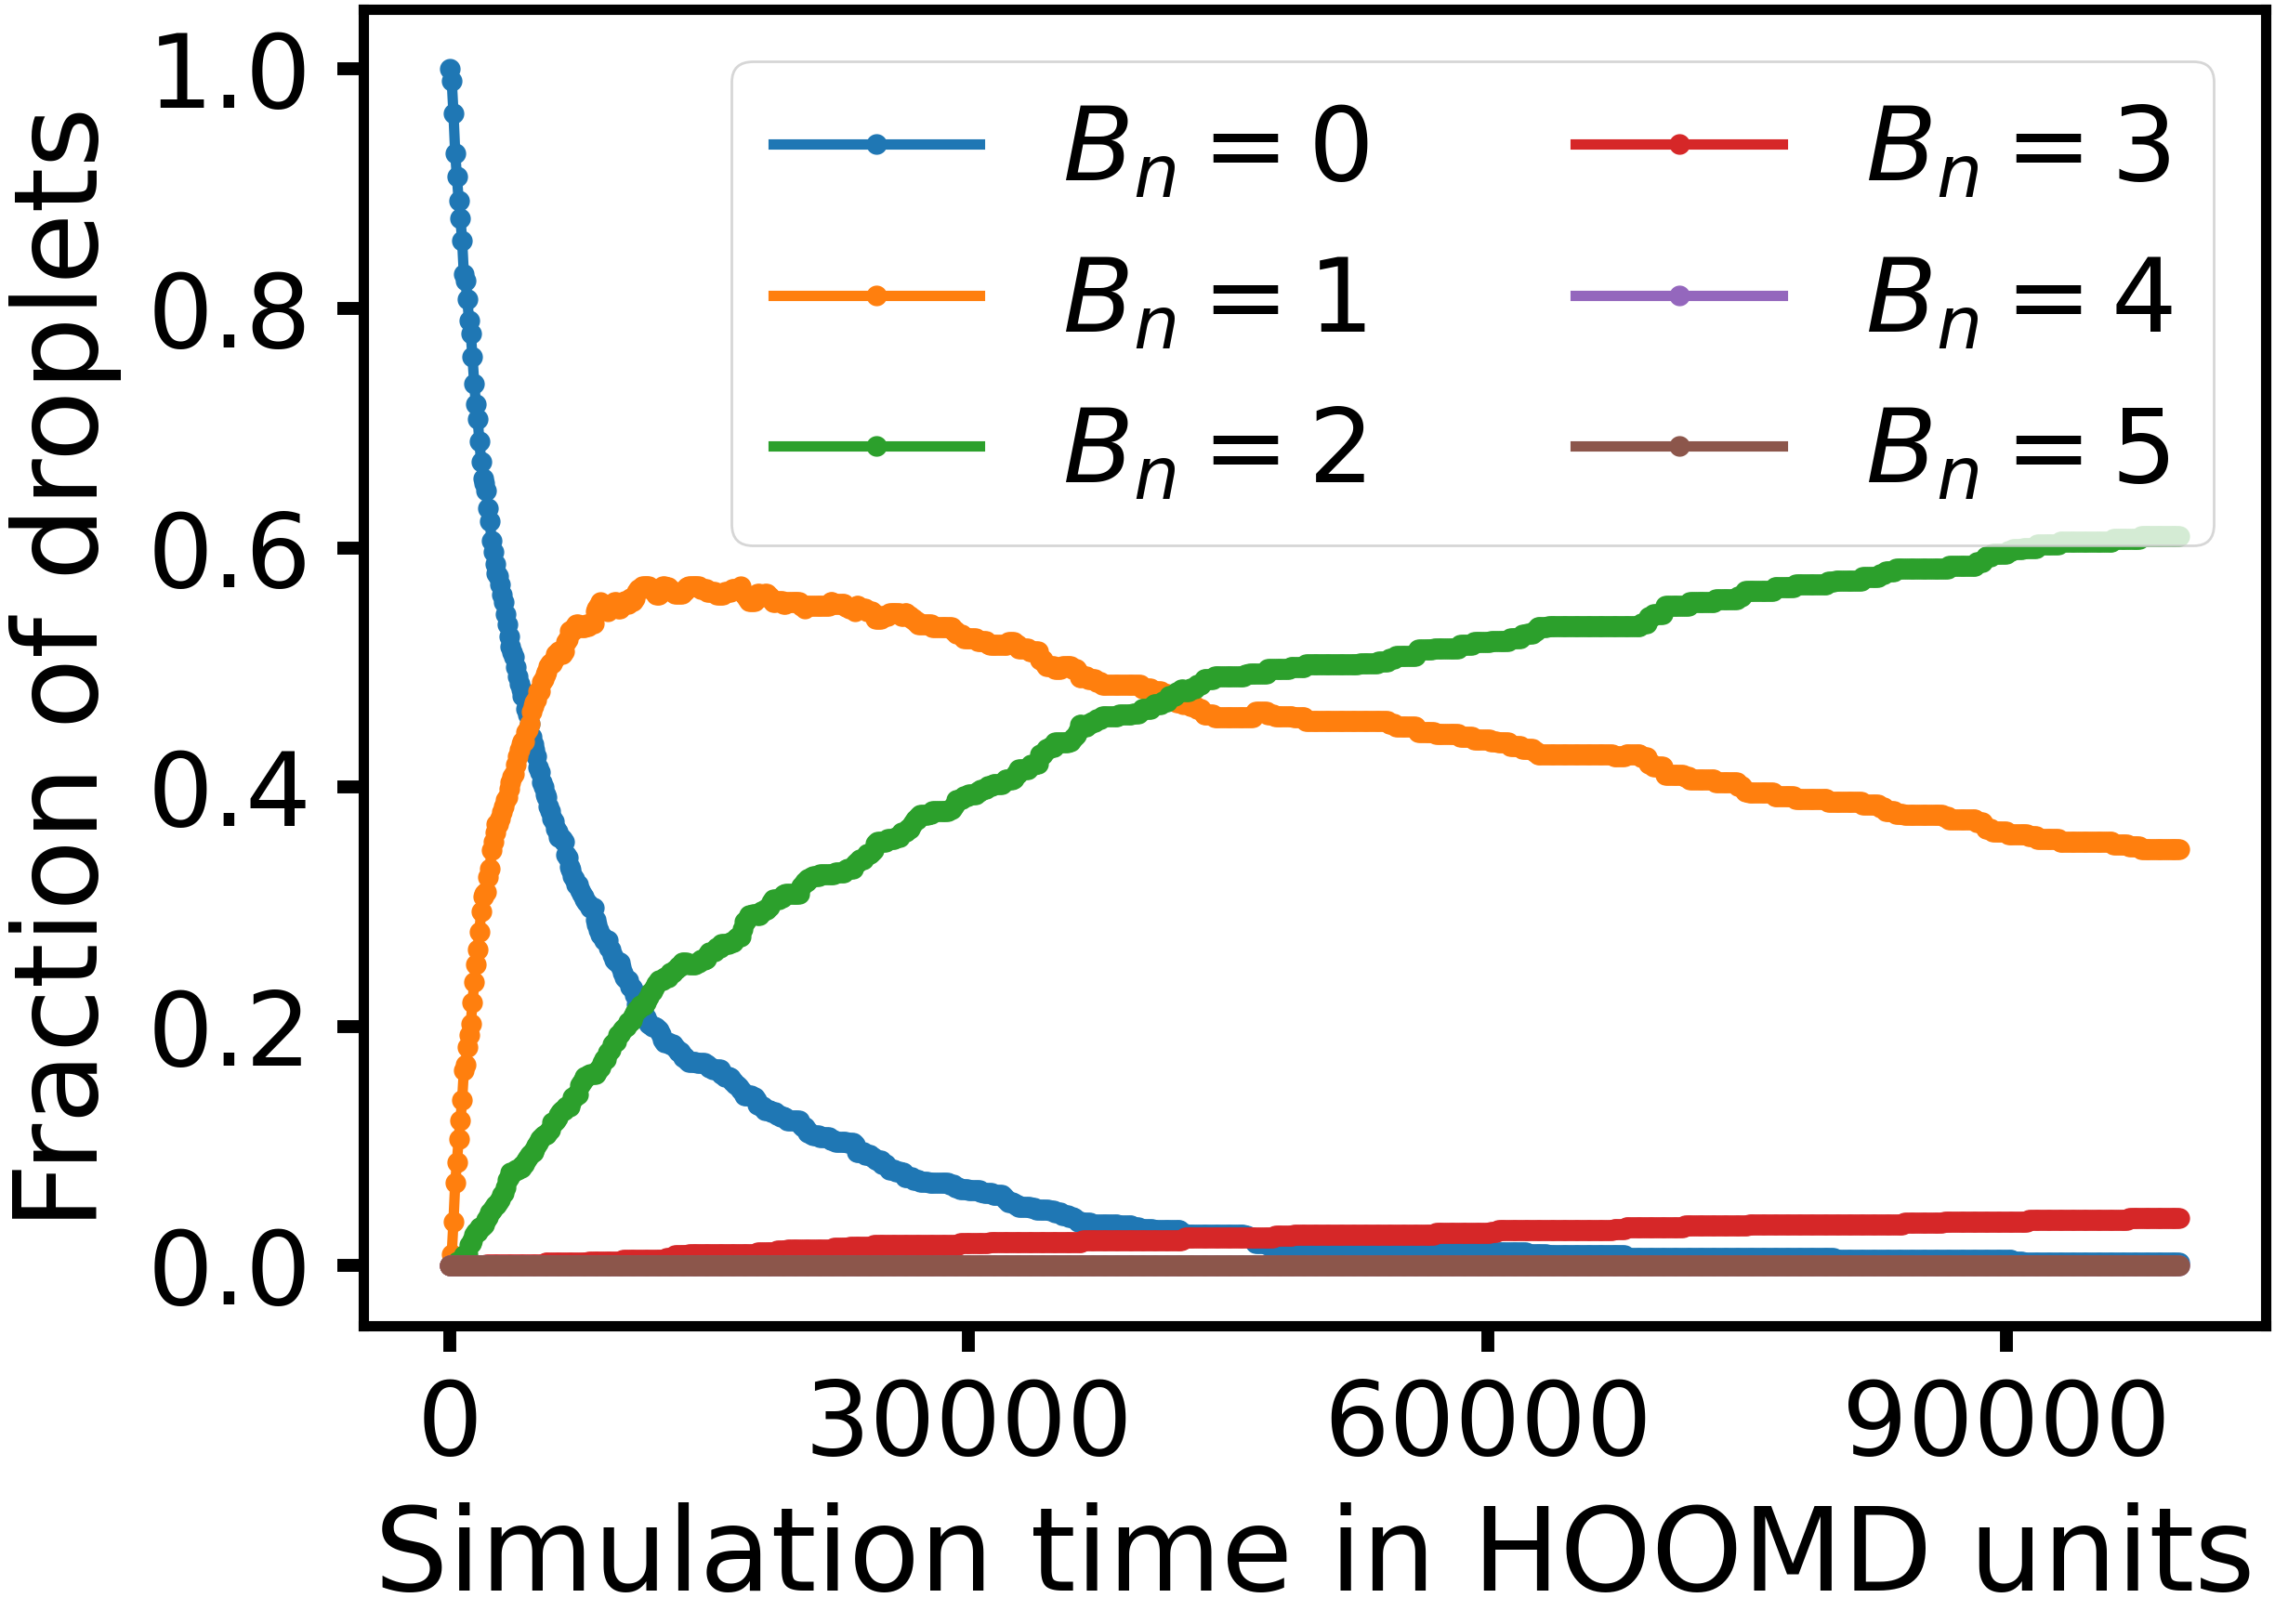 Fraction of droplets
1.0
0.8
0.6
0.4
0.2
0.0
B_n = 0
B_n = 1
B_n = 2
B_n = 3
B_n = 4
B_n = 5
0 30000 60000 90000
Simulation time in HOOMD units